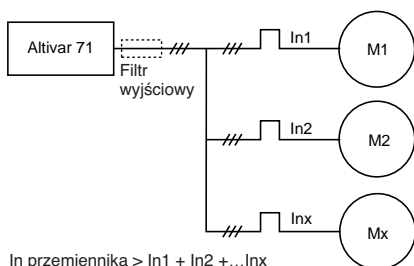 Altivar 71
Filtr
wyjściowy
In1
M1
In2
M2
Inx
Mx
In przemiennika > In1 + In2 +...Inx